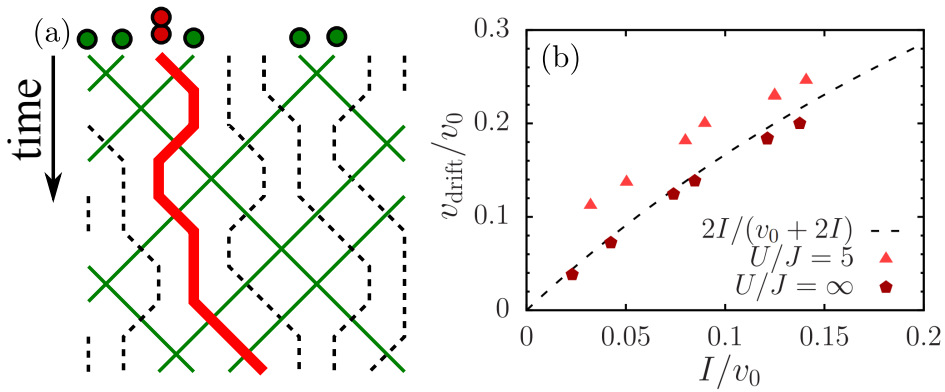 (a)
time
(b)
v_drift/v_0
0.3
0.2
0.1
0
2I/(v_0 + 2I)
U/J = 5
U/J = ∞
0 0.05 0.1 0.15 0.2
I/v_0